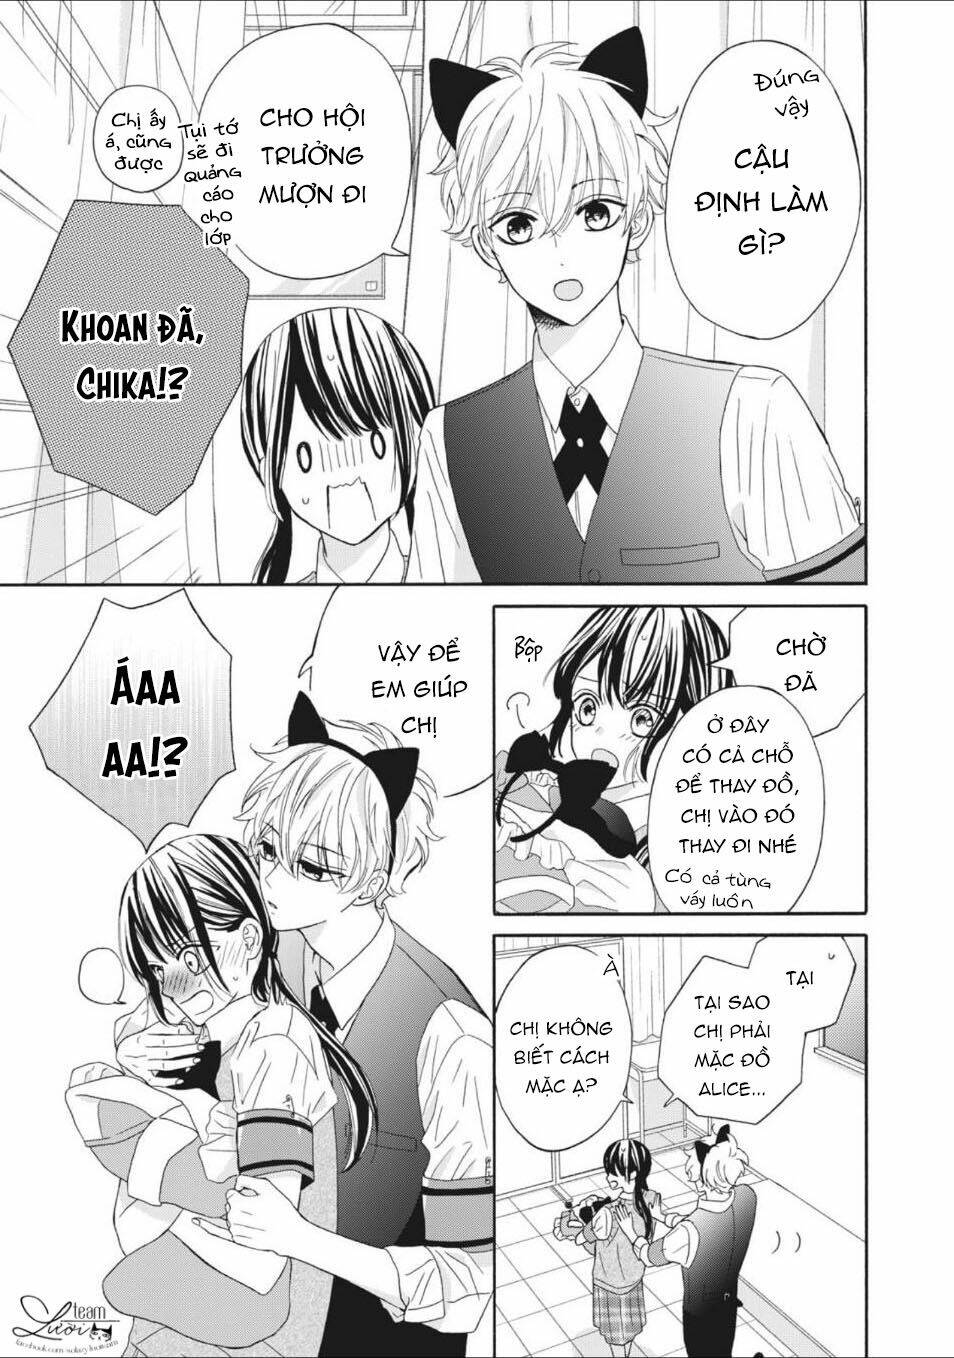 Đúng
vậy
CẬU
ĐỊNH LÀM
GÌ?
CHO HỘI
TRƯỞNG
MƯỢN ĐI
Tụi tớ
sẽ đi
quảng
cáo
cho
lớp
Chị ấy
á, cũng
được
KHOAN ĐÃ,
CHIKA!?
CHỜ
ĐÃ
Bộp
Ở ĐÂY
CÓ CẢ CHỖ
ĐỂ THAY ĐỒ,
CHỊ VÀO ĐÓ
THAY ĐI NHÉ
Có cả tùng
váy luôn
TẠI
TẠI SAO
CHỊ PHẢI
MẶC ĐỒ
ALICE...
À
CHỊ KHÔNG
BIẾT CÁCH
MẶC Ạ?
VẬY ĐỂ
EM GIÚP
CHỊ
ÁAA
AA!?
team
Lười